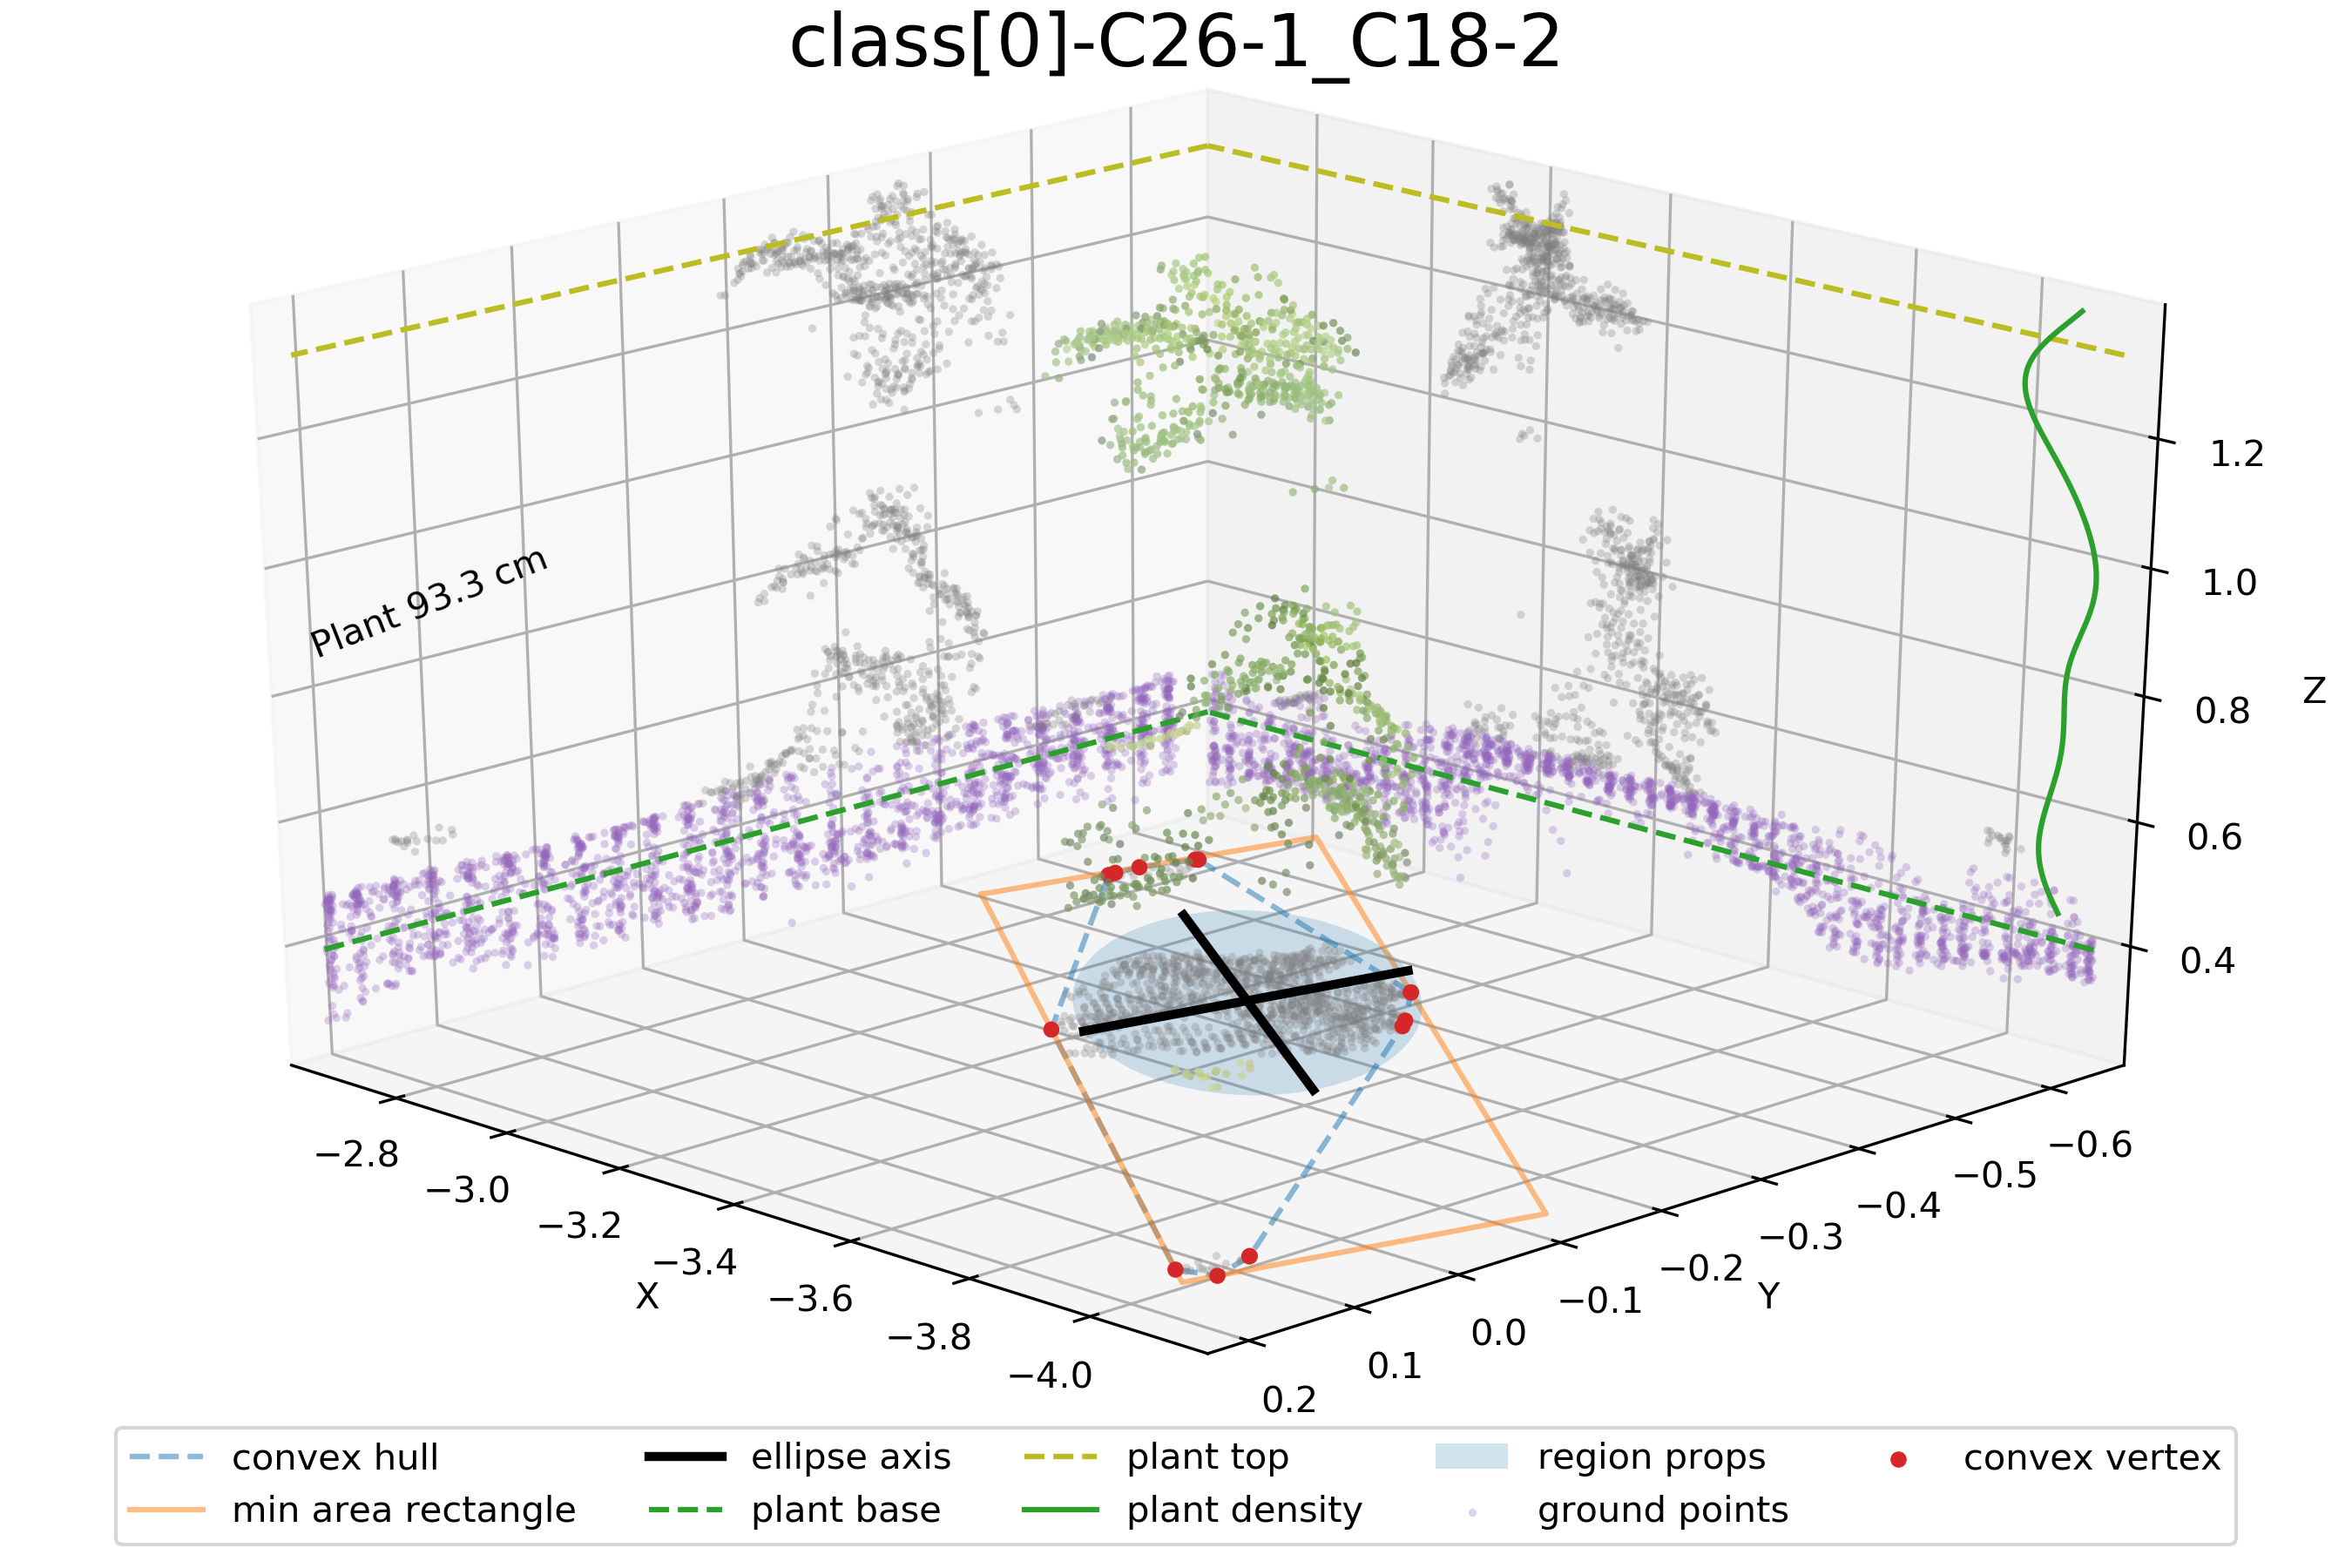 class[0]-C26-1_C18-2
Plant 93.3 cm
1.2
1.0
0.8
0.6
0.4
Z
−2.8
−3.0
−3.2
−3.4
−3.6
−3.8
−4.0
X
0.2
0.1
0.0
−0.1
−0.2
−0.3
−0.4
−0.5
−0.6
Y
convex hull
min area rectangle
ellipse axis
plant base
plant top
plant density
region props
ground points
convex vertex